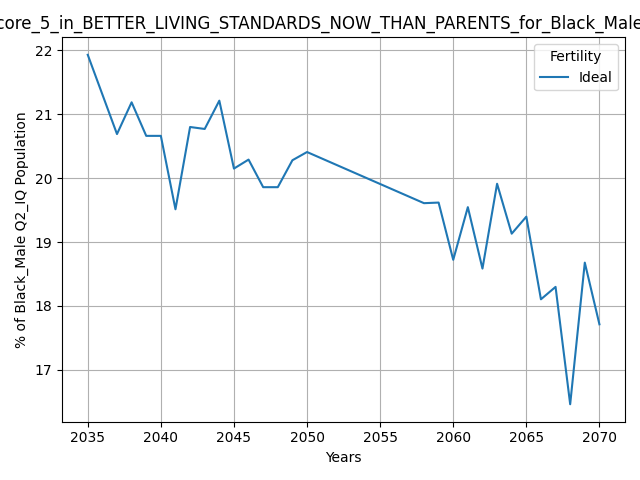 core_5_in_BETTER_LIVING_STANDARDS_NOW_THAN_PARENTS_for_Black_Male
Fertility
Ideal
% of Black_Male Q2_IQ Population
22
21
20
19
18
17
2035 2040 2045 2050 2055 2060 2065 2070
Years